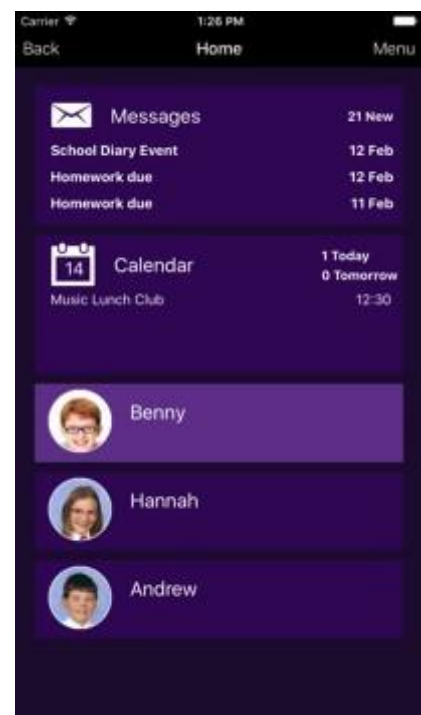 Carrier 1:26 PM
Back Home Menu
Messages 21 New
School Diary Event 12 Feb
Homework due 12 Feb
Homework due 11 Feb
14 Calendar 1 Today
0 Tomorrow
Music Lunch Club 12:30
Benny
Hannah
Andrew